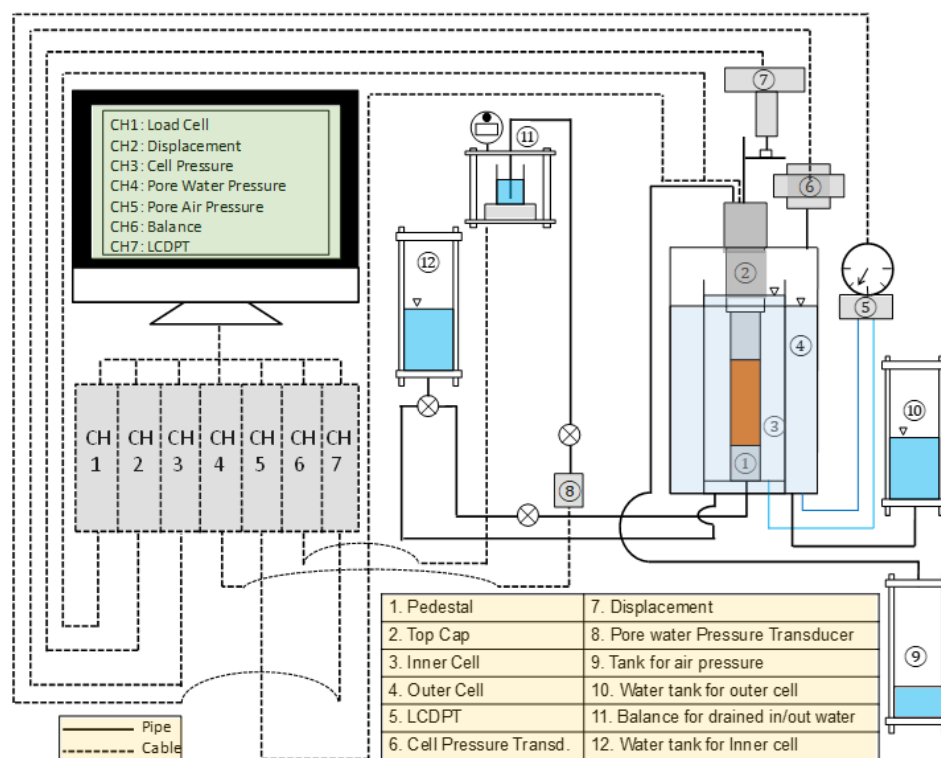 CH1: Load Cell
CH2: Displacement
CH3: Cell Pressure
CH4: Pore Water Pressure
CH5: Pore Air Pressure
CH6: Balance
CH7: LCDPT
7
11
6
12
2
5
4
10
3
1
8
9
CH 1
CH 2
CH 3
CH 4
CH 5
CH 6
CH 7
1. Pedestal
7. Displacement
2. Top Cap
8. Pore water Pressure Transducer
3. Inner Cell
9. Tank for air pressure
4. Outer Cell
10. Water tank for outer cell
5. LCDPT
11. Balance for drained in/out water
6. Cell Pressure Transd.
12. Water tank for Inner cell
Pipe
Cable